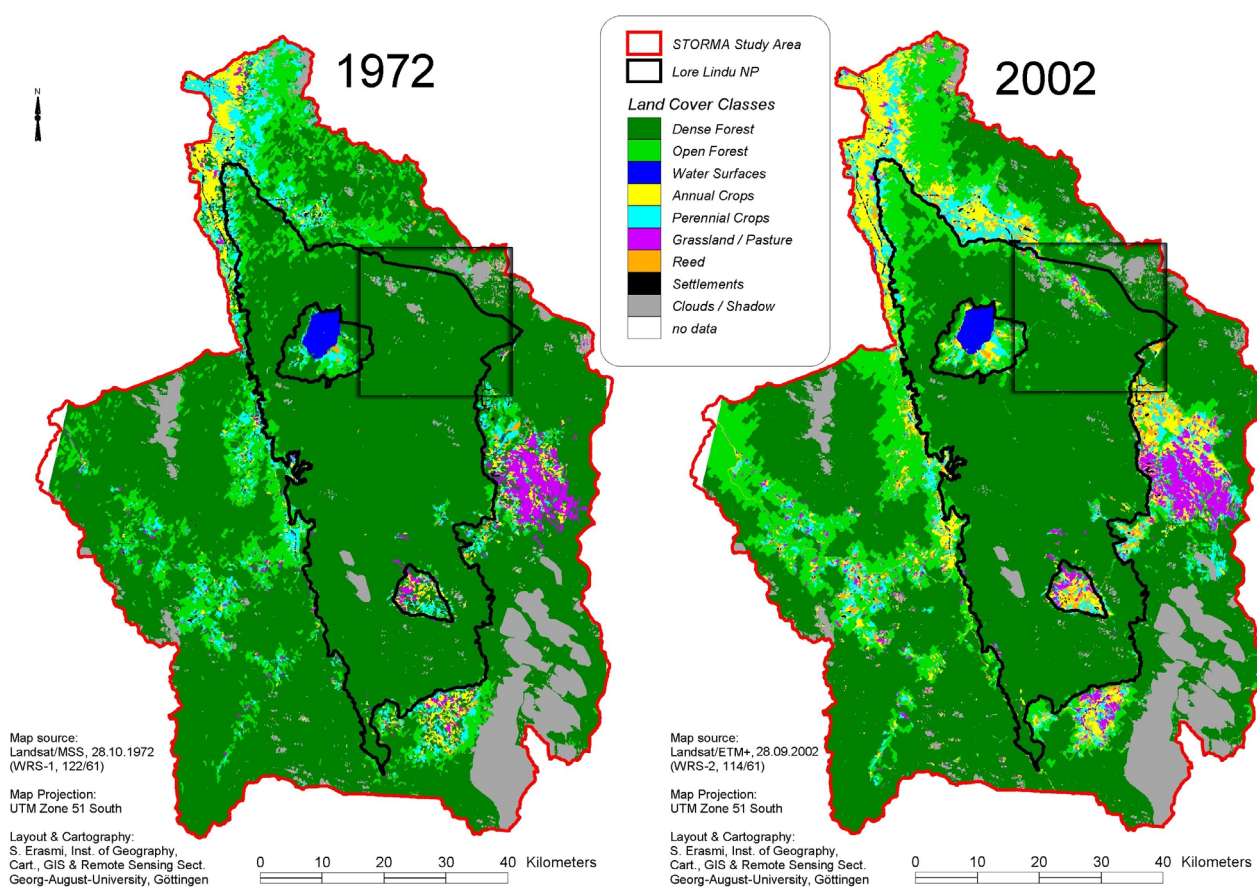 1972
N
STORMA Study Area
Lore Lindu NP
Land Cover Classes
Dense Forest
Open Forest
Water Surfaces
Annual Crops
Perennial Crops
Grassland / Pasture
Reed
Settlements
Clouds / Shadow
no data
2002
Map source:
Landsat/MSS, 28.10.1972
(WRS-1, 122/61)
Map Projection:
UTM Zone 51 South
Layout & Cartography:
S. Erasmi, Inst. of Geography,
Cart., GIS & Remote Sensing Sect.
Georg-August-University, Göttingen
0 10 20 30 40 Kilometers
Map source:
Landsat/ETM+, 28.09.2002
(WRS-2, 114/61)
Map Projection:
UTM Zone 51 South
Layout & Cartography:
S. Erasmi, Inst. of Geography,
Cart., GIS & Remote Sensing Sect.
Georg-August-University, Göttingen
0 10 20 30 40 Kilometers